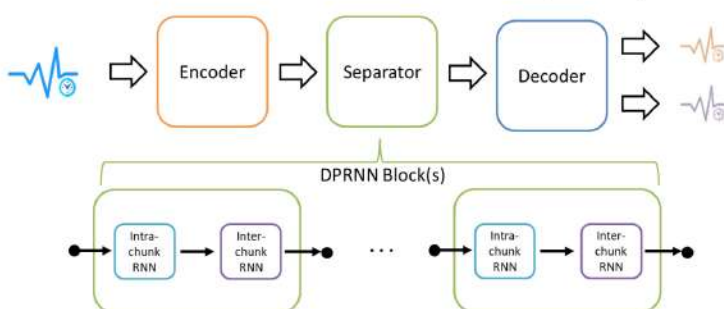 Encoder
Separator
Decoder
DPRNN Block(s)
Intra-
chunk
RNN
Inter-
chunk
RNN
...
Intra-
chunk
RNN
Inter-
chunk
RNN